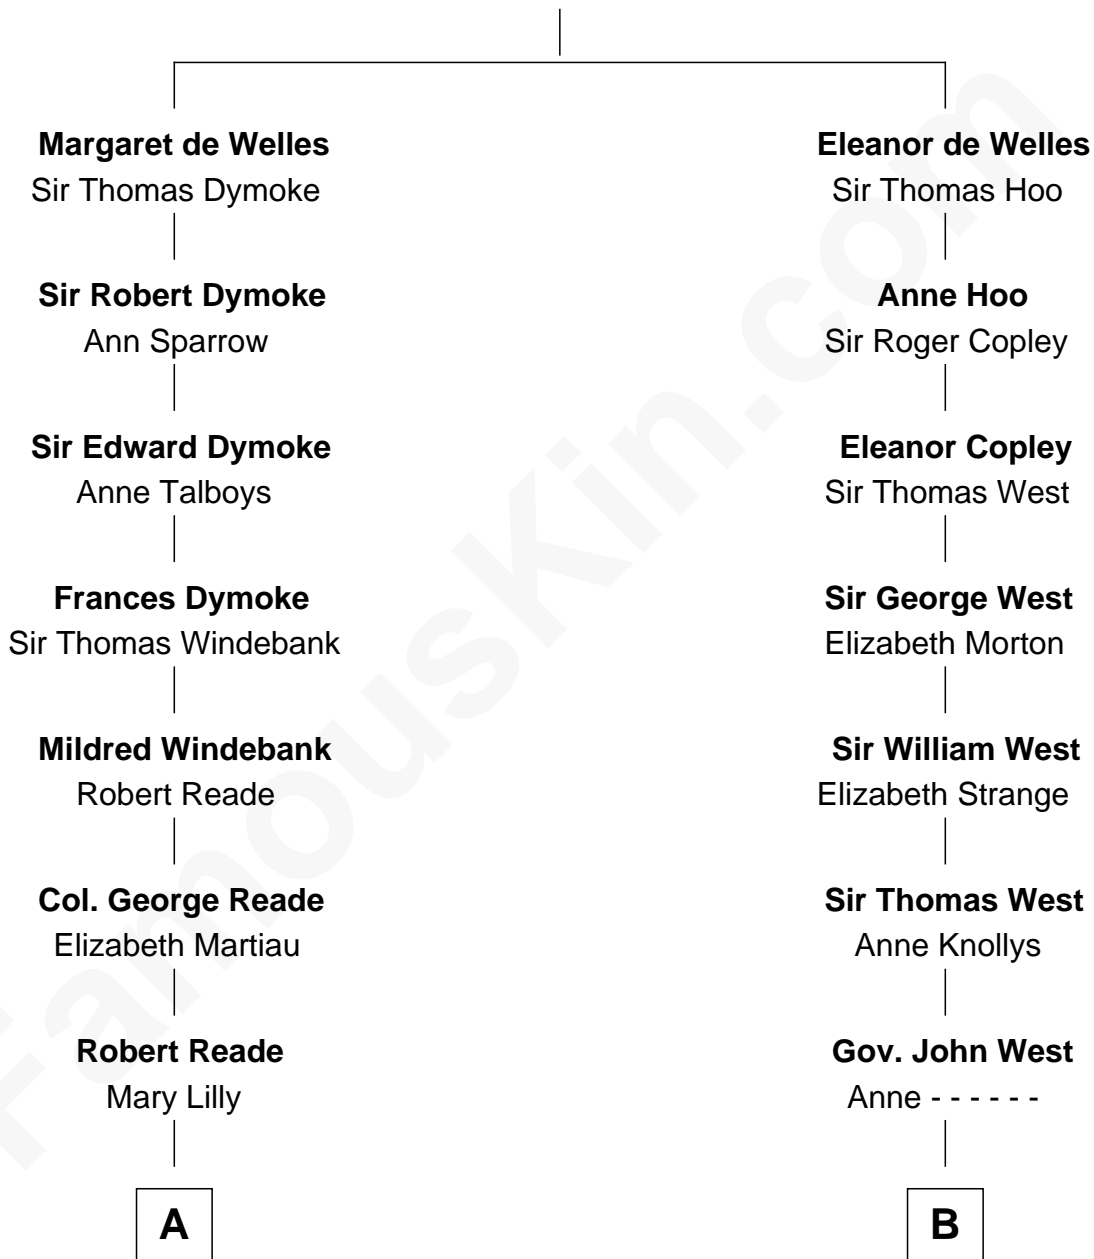 Margaret de Welles
Sir Thomas Dymoke
Sir Robert Dymoke
Ann Sparrow
Sir Edward Dymoke
Anne Talboys
Frances Dymoke
Sir Thomas Windebank
Mildred Windebank
Robert Reade
Col. George Reade
Elizabeth Martiau
Robert Reade
Mary Lilly
A
Eleanor de Welles
Sir Thomas Hoo
Anne Hoo
Sir Roger Copley
Eleanor Copley
Sir Thomas West
Sir George West
Elizabeth Morton
Sir William West
Elizabeth Strange
Sir Thomas West
Anne Knollys
Gov. John West
Anne - - - - - -
B
FamousKin.com